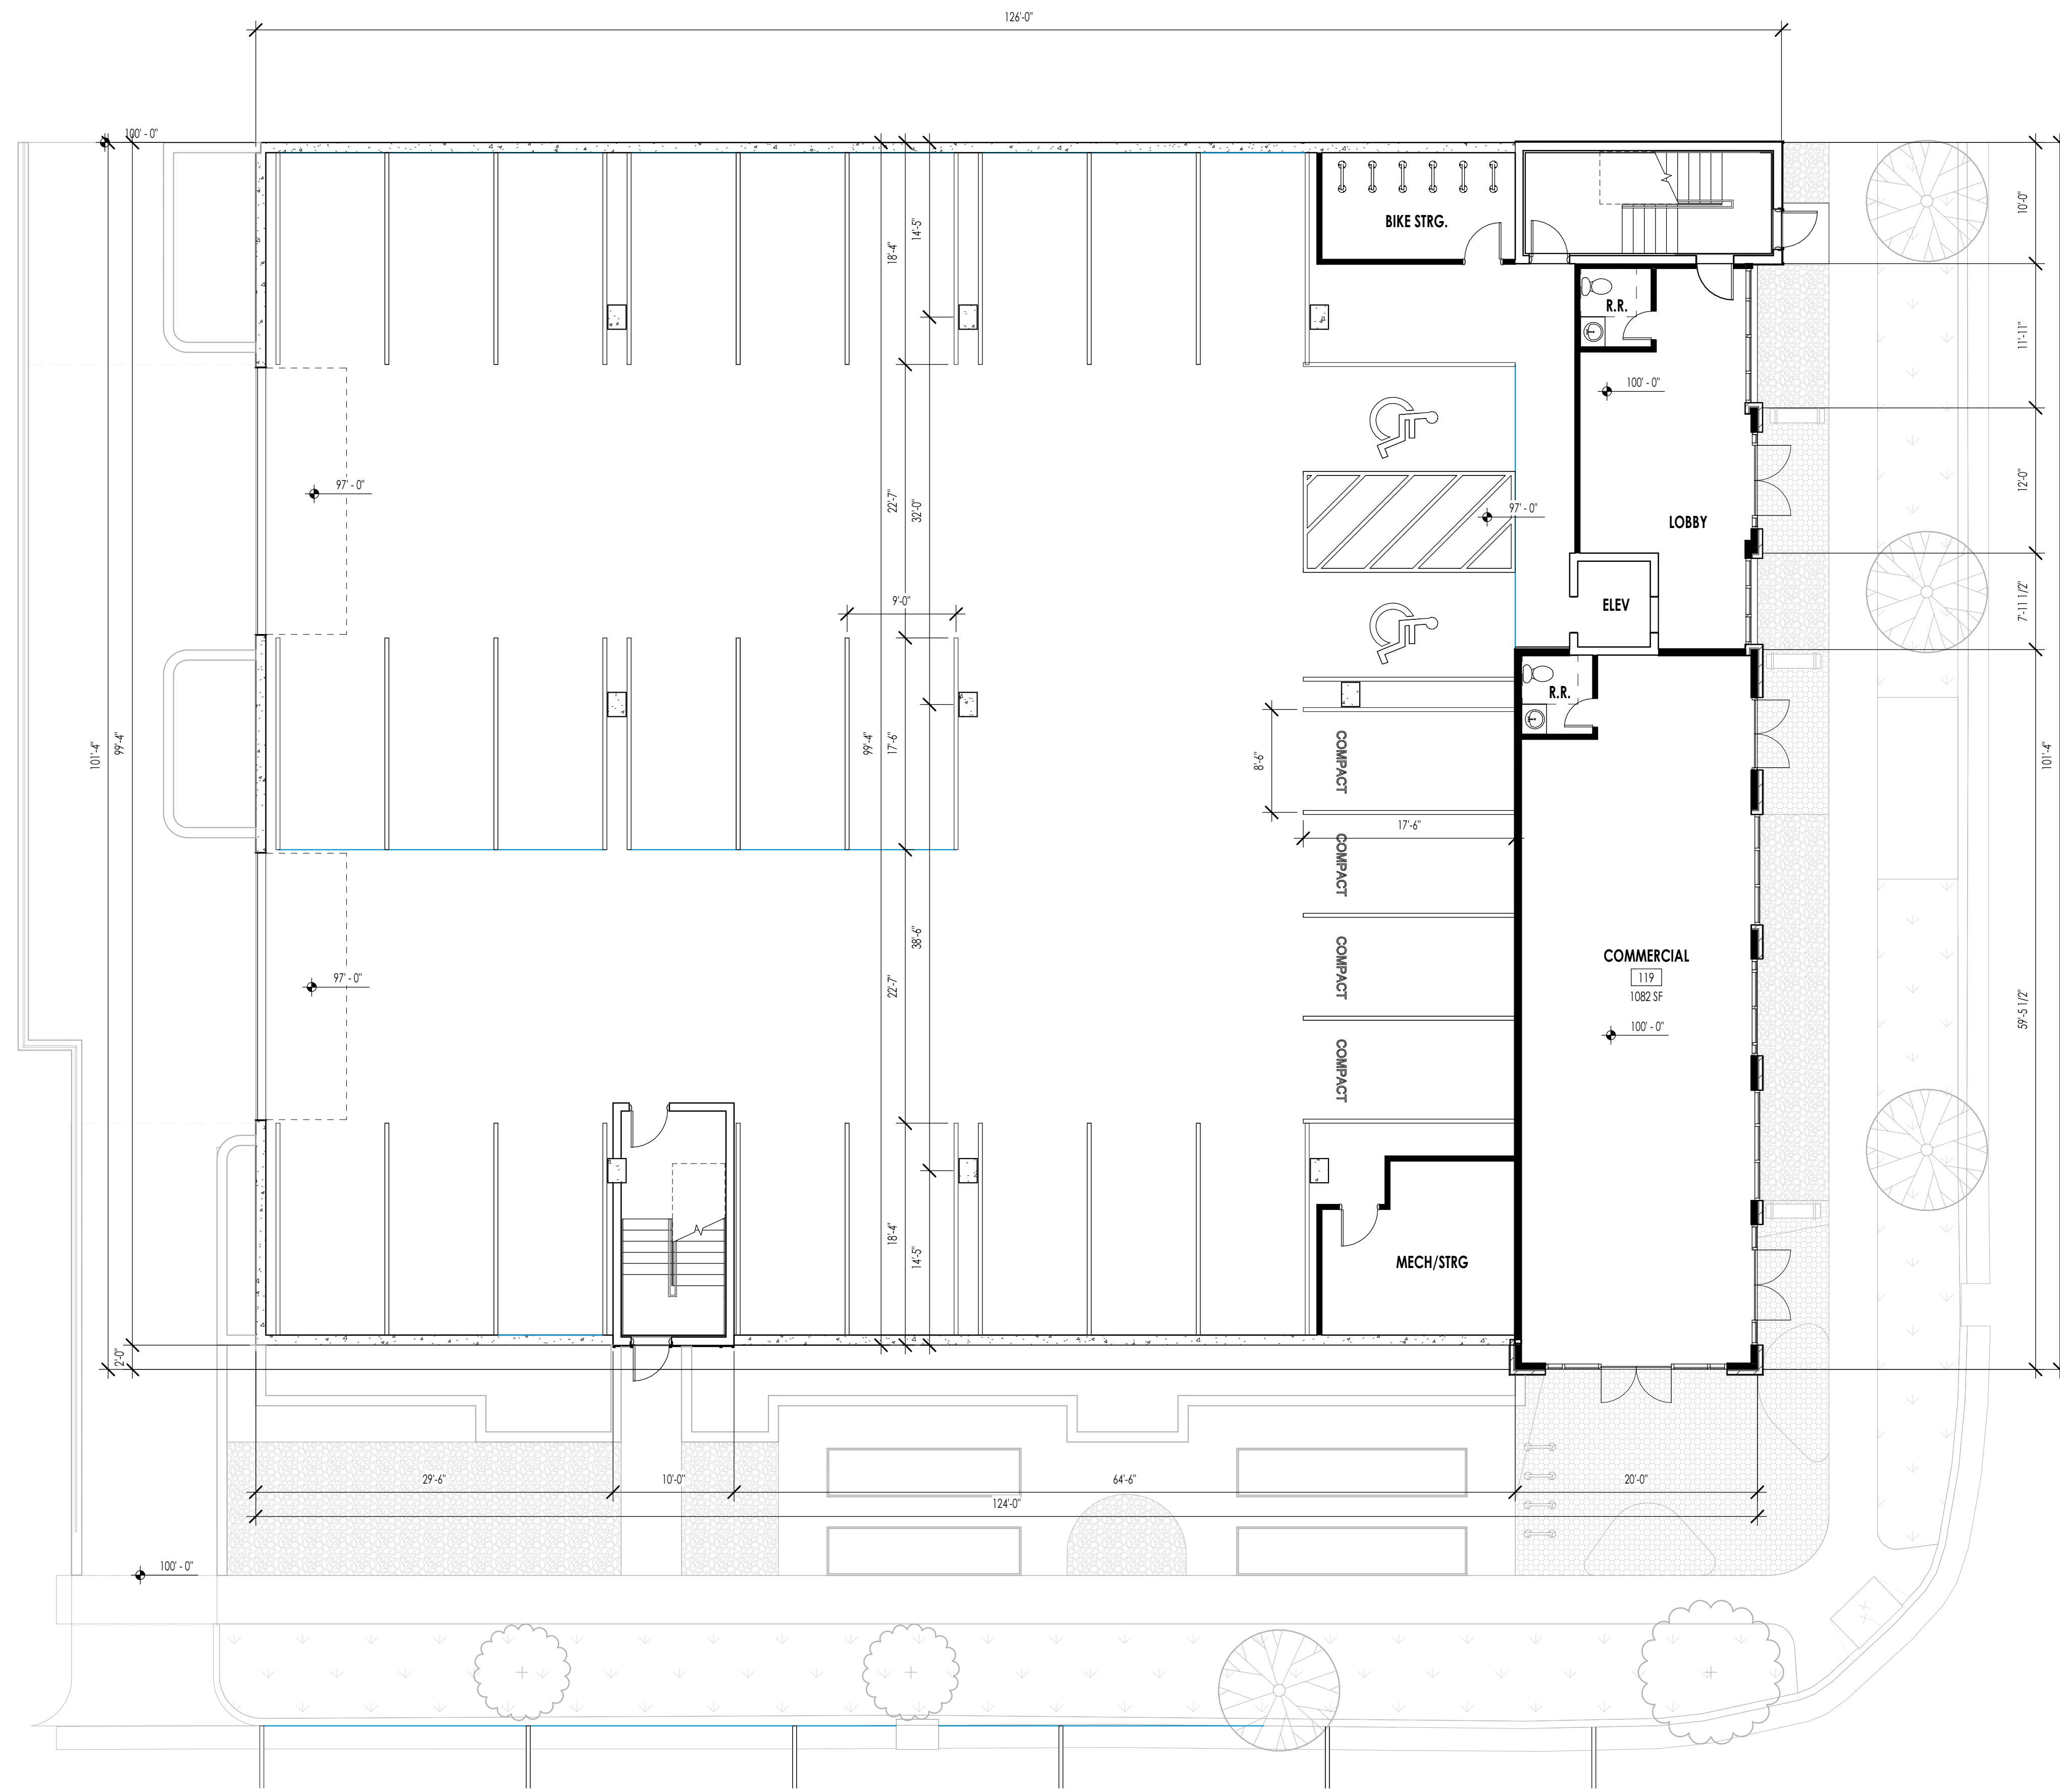 126'-0"
100' - 0"
10'-0"
14'-5"
18'-4"
BIKE STRG.
R.R.
11'-11"
100' - 0"
97' - 0"
22'-7"
32'-0"
97' - 0"
12'-0"
LOBBY
9'-0"
ELEV
7'-11 1/2"
R.R.
101'-4"
99'-4"
99'-4"
17'-6"
8'-6"
COMPACT
101'-4"
17'-6"
COMPACT
38'-6"
22'-7"
97' - 0"
COMPACT
COMMERCIAL
119
1082 SF
59'-5 1/2"
100' - 0"
COMPACT
18'-4"
14'-5"
MECH/STRG
2'-0"
29'-6"
10'-0"
64'-6"
20'-0"
124'-0"
100' - 0"